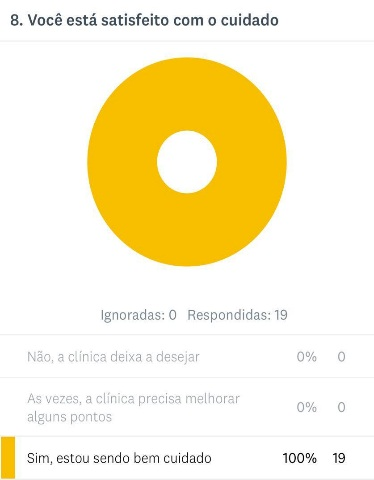 8. Você está satisfeito com o cuidado
Ignoradas: 0 Respondidas: 19
Não, a clínica deixa a desejar 0% 0
As vezes, a clínica precisa melhorar
alguns pontos 0% 0
Sim, estou sendo bem cuidado 100% 19